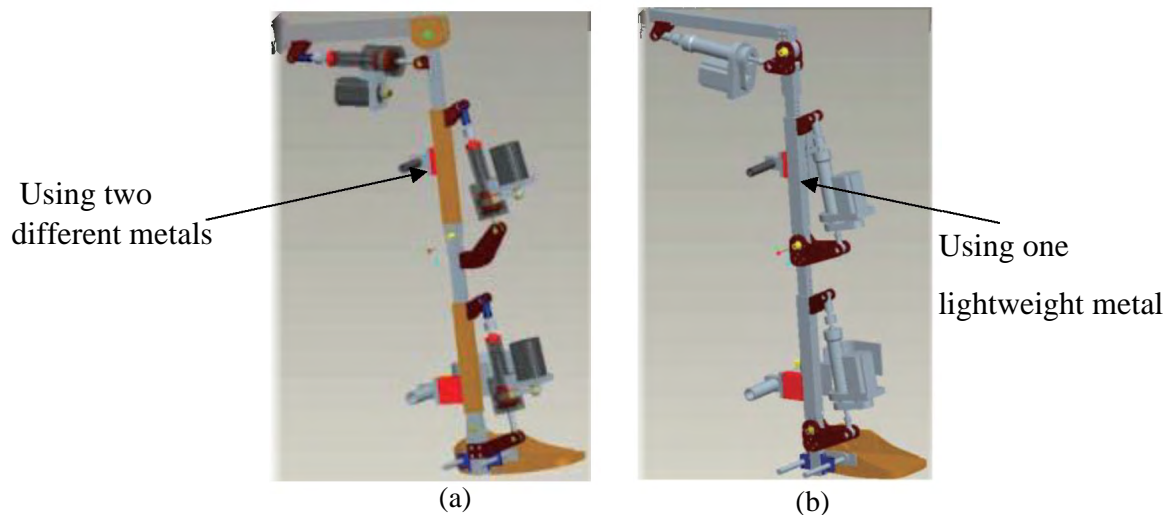 Using two
different metals
Using one
lightweight metal
(a)
(b)